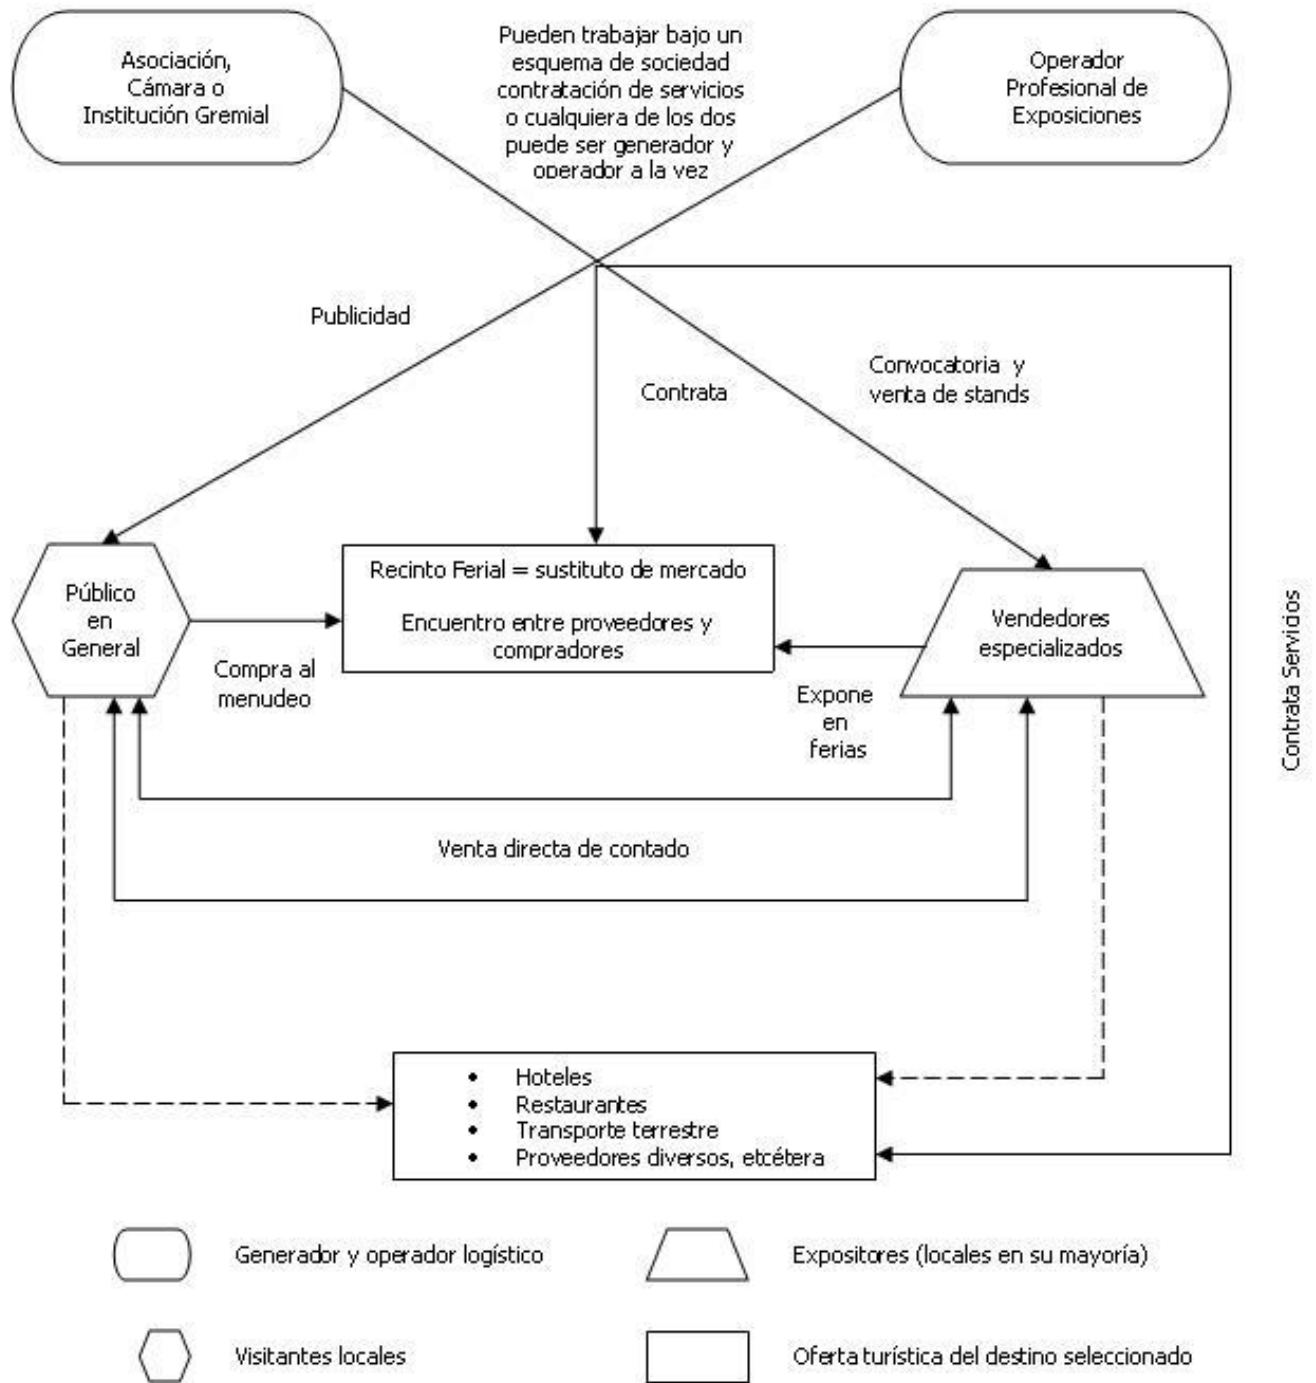 Asociación,
Cámara o
Institución Gremial
Pueden trabajar bajo un
esquema de sociedad
contratación de servicios
o cualquiera de los dos
puede ser generador y
operador a la vez
Operador
Profesional de
Exposiciones
Publicidad
Contrata
Convocatoria y
venta de stands
Público
en
General
Recinto Ferial = sustituto de mercado
Encuentro entre proveedores y
compradores
Vendedores
especializados
Compra al
menudeo
Expone
en
ferias
Contrata Servidos
Venta directa de contado
• Hoteles
• Restaurantes
• Transporte terrestre
• Proveedores diversos, etcétera
Generador y operador logístico
Expositores (locales en su mayoría)
Visitantes locales
Oferta turística del destino seleccionado